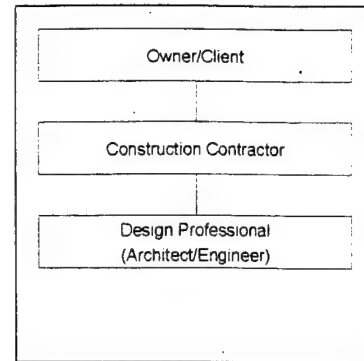 Owner/Client
Construction Contractor
Design Professional
(Architect/Engineer)